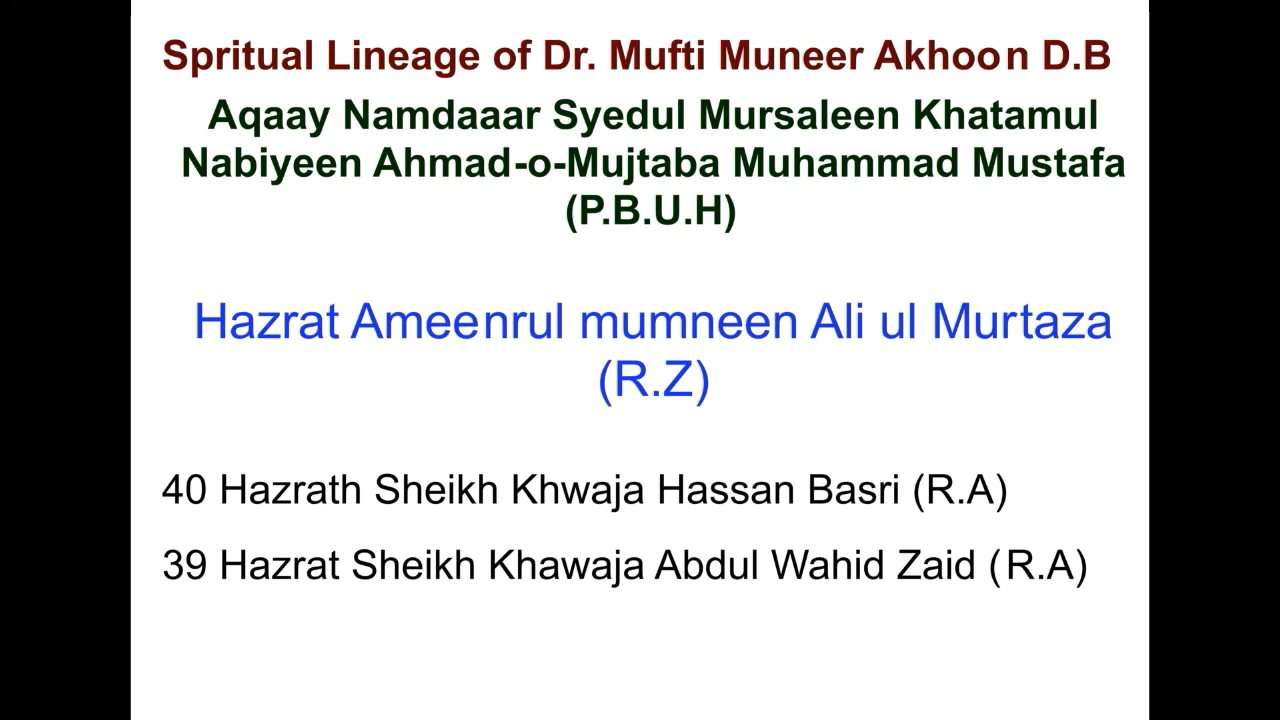 Spritual Lineage of Dr. Mufti Muneer Akhoon D.B
Aqaay Namdaaar Syedul Mursaleen Khatamul
Nabiyeen Ahmad-o-Mujtaba Muhammad Mustafa
(P.B.U.H)
Hazrat Ameenrul mumneen Ali ul Murtaza
(R.Z)
40 Hazrath Sheikh Khwaja Hassan Basri (R.A)
39 Hazrat Sheikh Khawaja Abdul Wahid Zaid (R.A)